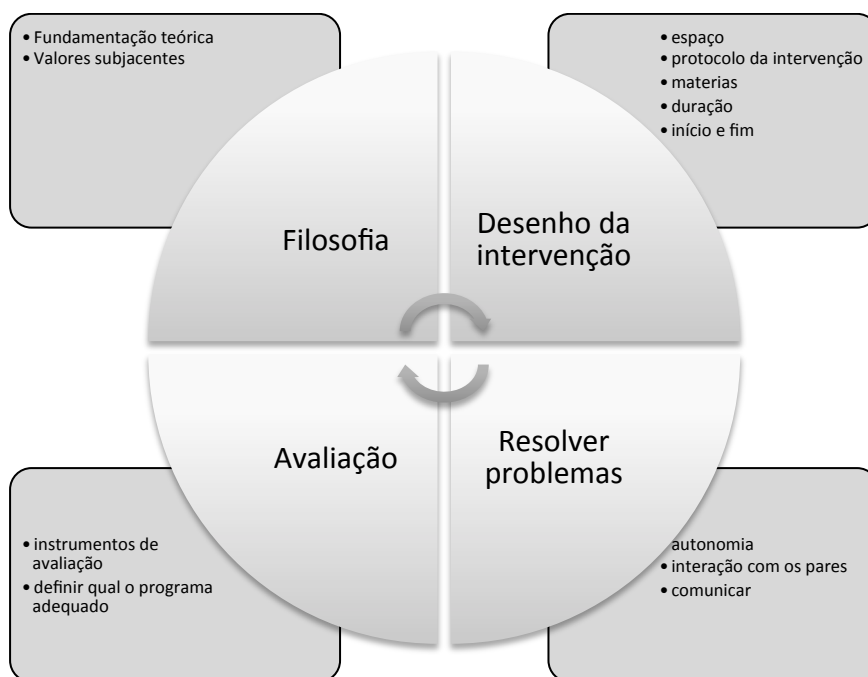 • Fundamentação teórica
• Valores subjacentes
• espaço
• protocolo da intervenção
• materias
• duração
• início e fim
Filosofia
Desenho da
intervenção
Avaliação
Resolver
problemas
• instrumentos de
avaliação
• definir qual o programa
adequado
autonomia
• interação com os pares
• comunicar